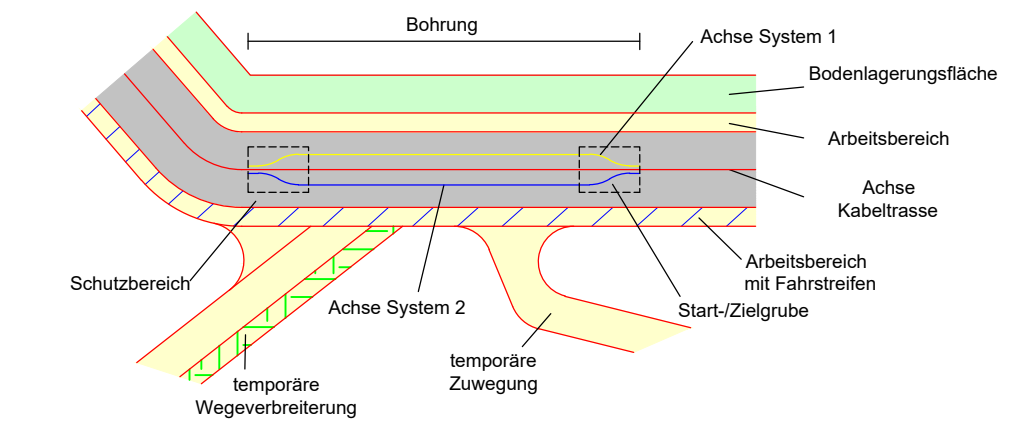 Bohrung
Achse System 1
Bodenlagerungsfläche
Arbeitsbereich
Achse
Kabeltrasse
Arbeitsbereich
mit Fahrstreifen
Schutzbereich
Achse System 2
Start-/Zielgrube
temporäre
Zuwegung
temporäre
Wegeverbreiterung